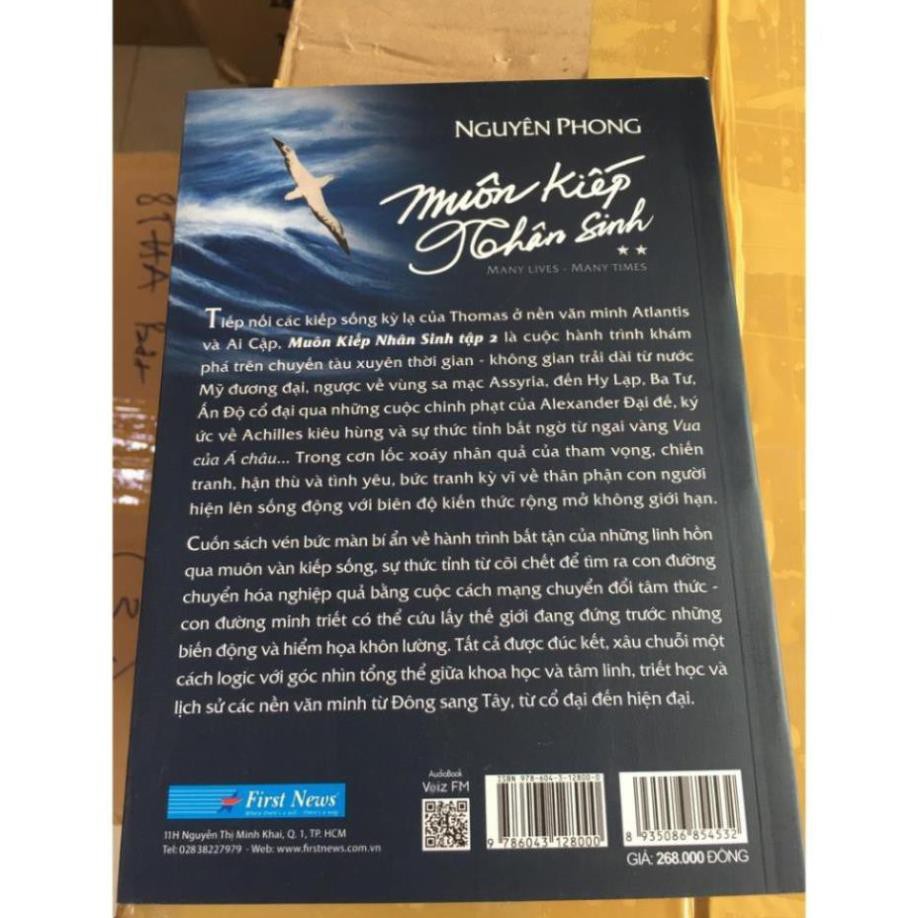 NGUYÊN PHONG
Muôn Kiếp
Nhân Sinh
★ ★
MANY LIVES - MANY TIMES
Tiếp nối các kiếp sống kỳ lạ của Thomas ở nền văn minh Atlantis
và Ai Cập, Muôn Kiếp Nhân Sinh tập 2 là cuộc hành trình khám
phá trên chuyến tàu xuyên thời gian - không gian trải dài từ nước
Mỹ đương đại, ngược về vùng sa mạc Assyria, đến Hy Lạp, Ba Tư,
Ấn Độ cổ đại qua những cuộc chinh phạt của Alexander Đại đế, ký
ức về Achilles kiêu hùng và sự thức tỉnh bất ngờ từ ngai vàng Vua
của Á châu... Trong cơn lốc xoáy nhân quả của tham vọng, chiến
tranh, hận thù và tình yêu, bức tranh kỳ vĩ về thân phận con người
hiện lên sống động với biên độ kiến thức rộng mở không giới hạn.
Cuốn sách vén bức màn bí ẩn về hành trình bất tận của những linh hồn
qua muôn vàn kiếp sống, sự thức tỉnh từ cõi chết để tìm ra con đường
chuyển hóa nghiệp quả bằng cuộc cách mạng chuyển đổi tâm thức -
con đường minh triết có thể cứu lấy thế giới đang đứng trước những
biến động và hiểm họa khôn lường. Tất cả được đúc kết, xâu chuỗi một
cách logic với góc nhìn tổng thể giữa khoa học và tâm linh, triết học và
lịch sử các nền văn minh từ Đông sang Tây, từ cổ đại đến hiện đại.
First News
11H Nguyễn Thị Minh Khai, Q. 1, TP. HCM
Tel: 02838227979 - Web: www.firstnews.com.vn
AudioBook
Voiz FM
ISBN 978-604-3-12800-0
9 786043 128000
8 935086 854532
GIÁ: 268.000 ĐỒNG